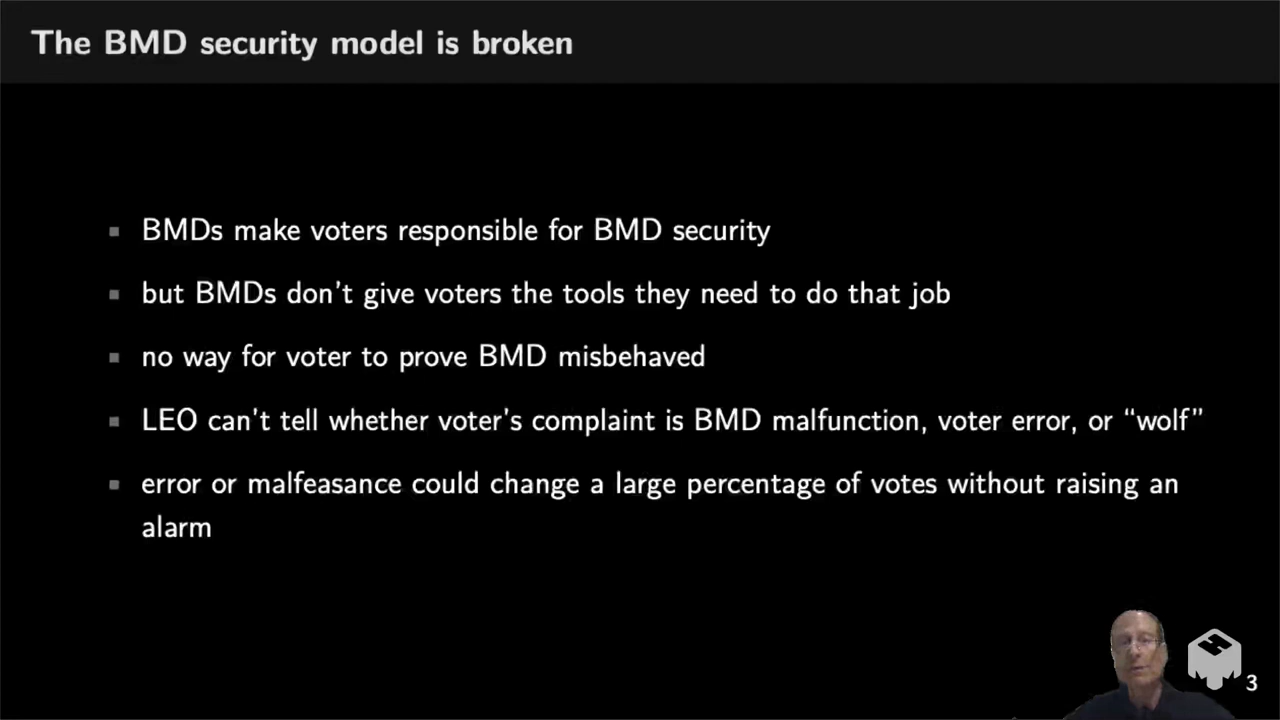 The BMD security model is broken
BMDs make voters responsible for BMD security
but BMDs don't give voters the tools they need to do that job
no way for voter to prove BMD misbehaved
LEO can't tell whether voter's complaint is BMD malfunction, voter error, or “wolf”
error or malfeasance could change a large percentage of votes without raising an
alarm
3